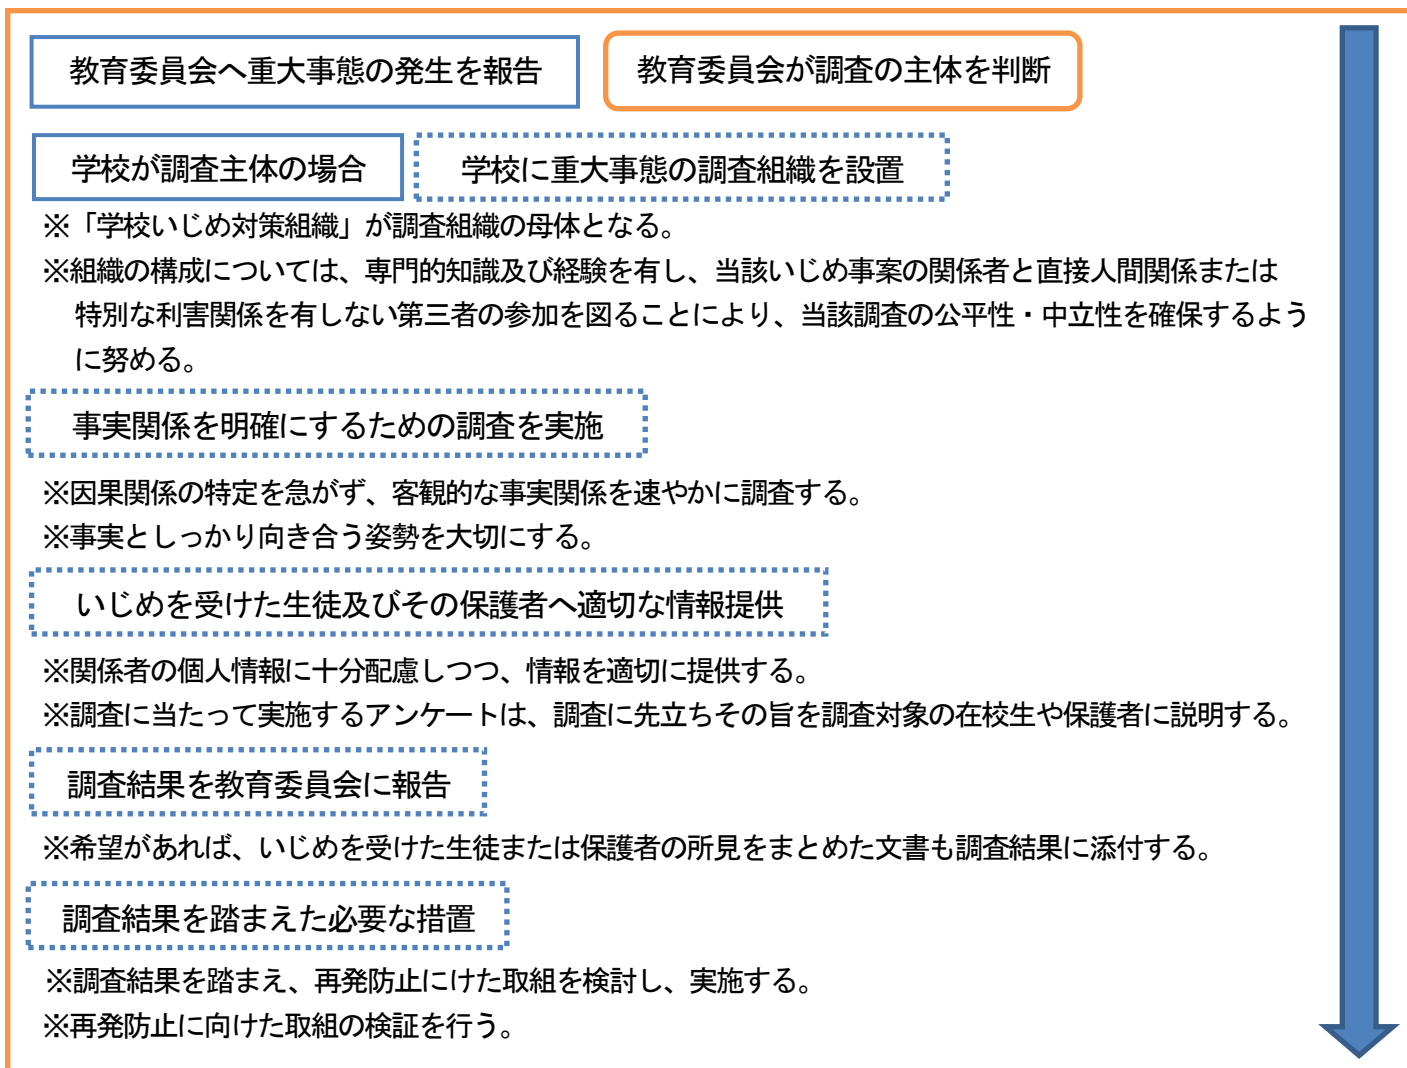 教育委員会へ重大事態の発生を報告
教育委員会が調査の主体を判断
学校が調査主体の場合
学校に重大事態の調査組織を設置
※「学校いじめ対策組織」が調査組織の母体となる。
※組織の構成については、専門的知識及び経験を有し、当該いじめ事案の関係者と直接人間関係または
特別な利害関係を有しない第三者の参加を図ることにより、当該調査の公平性・中立性を確保するよう
に努める。
事実関係を明確にするための調査を実施
※因果関係の特定を急がず、客観的な事実関係を速やかに調査する。
※事実としっかり向き合う姿勢を大切にする。
いじめを受けた生徒及びその保護者へ適切な情報提供
※関係者の個人情報に十分配慮しつつ、情報を適切に提供する。
※調査に当たって実施するアンケートは、調査に先立ちその旨を調査対象の在校生や保護者に説明する。
調査結果を教育委員会に報告
※希望があれば、いじめを受けた生徒または保護者の所見をまとめた文書も調査結果に添付する。
調査結果を踏まえた必要な措置
※調査結果を踏まえ、再発防止にけた取組を検討し、実施する。
※再発防止に向けた取組の検証を行う。